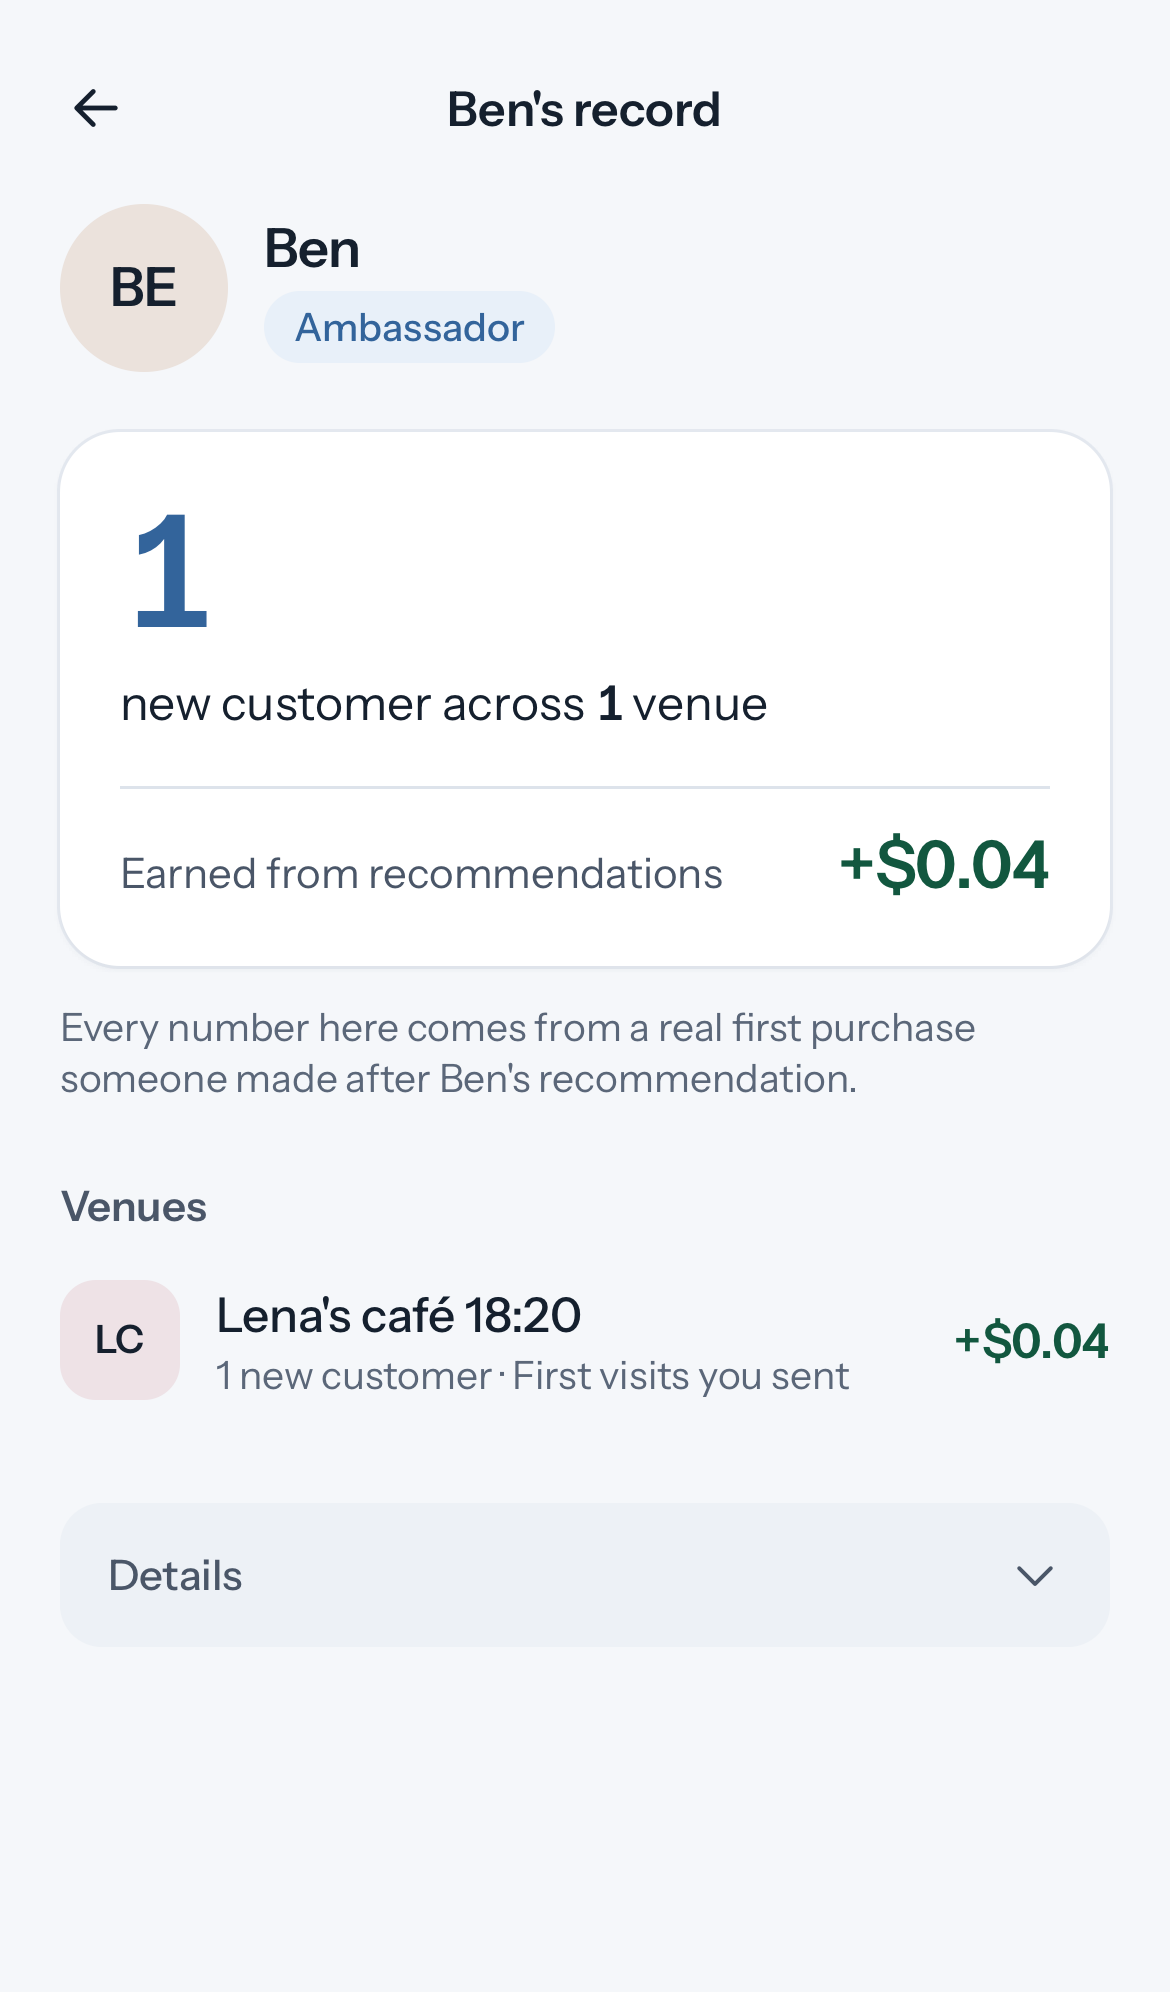 Ben's record
BE
Ben
Ambassador
1
new customer across 1 venue
Earned from recommendations
+$0.04
Every number here comes from a real first purchase
someone made after Ben's recommendation.
Venues
LC
Lena's café 18:20
1 new customer · First visits you sent
+$0.04
Details